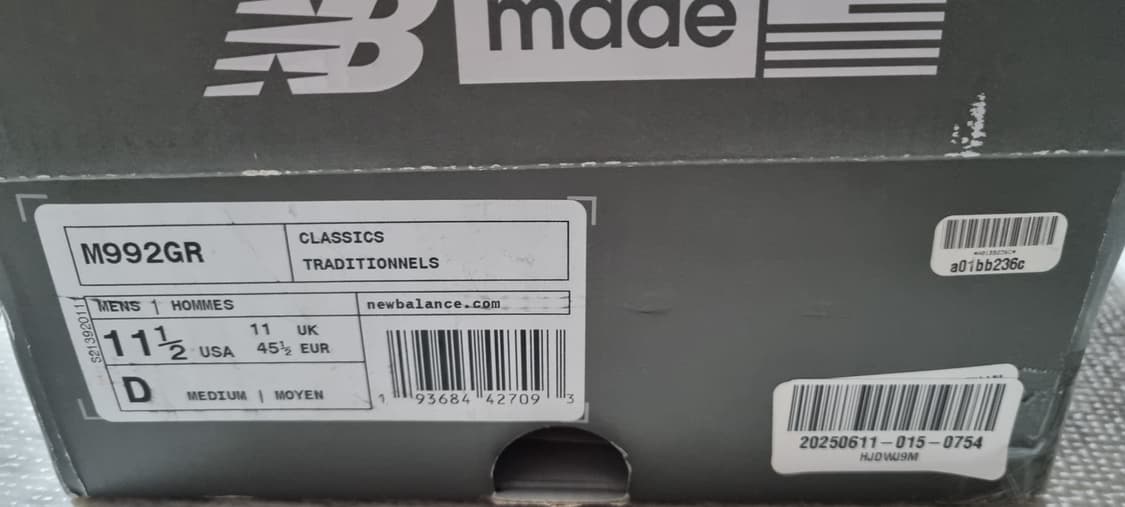 NB
made
M992GR
CLASSICS
TRADITIONNELS
MENS | HOMMES
newbalance.com
S21392011
11½ USA
11 UK
45½ EUR
D
MEDIUM | MOYEN
1 93684 42709 3
a01bb236c
20250611-015-0754
HJDWJ9M